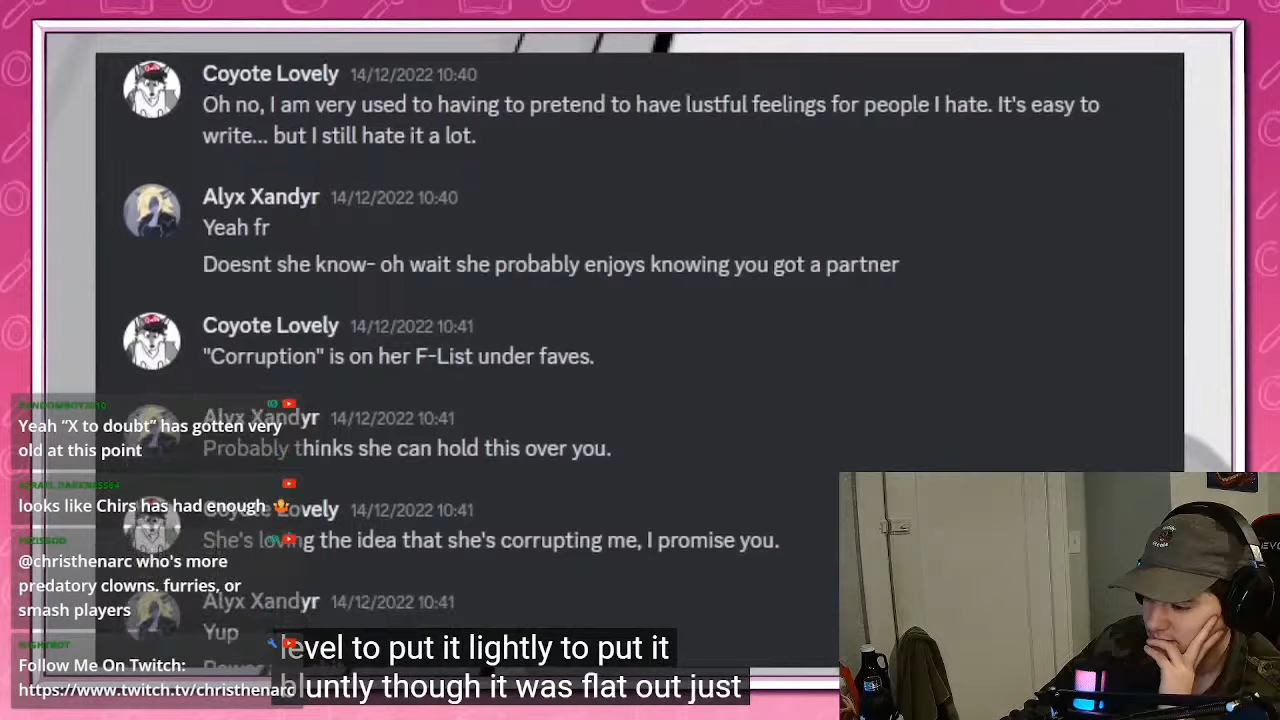 Coyote Lovely 14/12/2022 10:40
Oh no, I am very used to having to pretend to have lustful feelings for people I hate. It's easy to
write... but I still hate it a lot.
Alyx Xandyr 14/12/2022 10:40
Yeah fr
Doesnt she know- oh wait she probably enjoys knowing you got a partner
Coyote Lovely 14/12/2022 10:41
"Corruption" is on her F-List under faves.
Alyx Xandyr 14/12/2022 10:41
Probably thinks she can hold this over you.
Coyote Lovely 14/12/2022 10:41
She's loving the idea that she's corrupting me, I promise you.
Alyx Xandyr 14/12/2022 10:41
Yup
Yeah “X to doubt” has gotten very
old at this point
looks like Chirs has had enough
@christhenarc who's more
predatory clowns. furries, or
smash players
NIGHTBOT
Follow Me On Twitch:
https://www.twitch.tv/christhenarc
level to put it lightly to put it
bluntly though it was flat out just